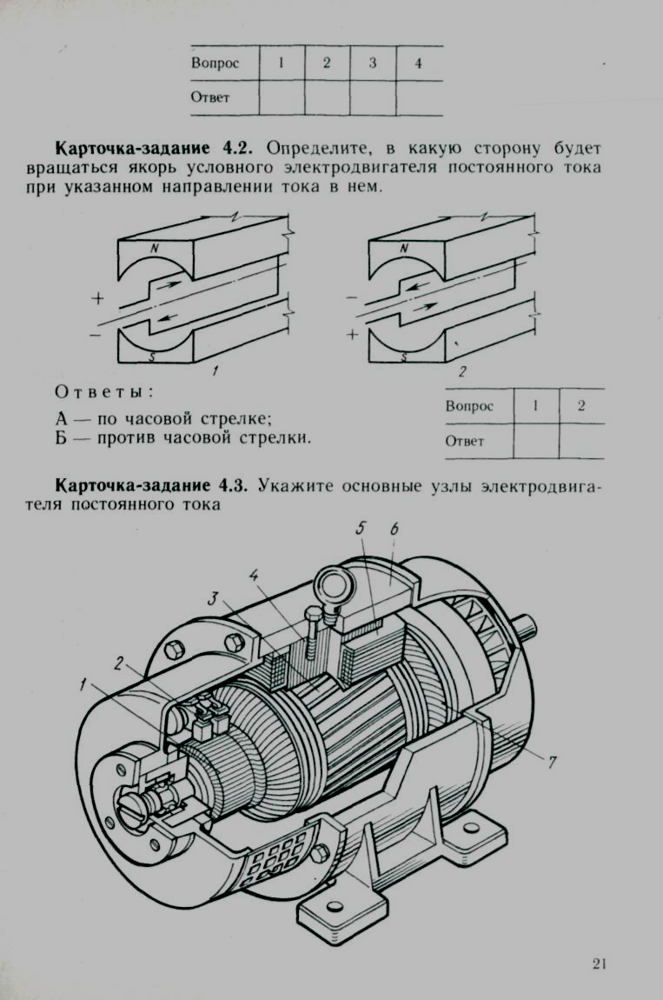 Вопрос 1 2 3 4
Ответ
Карточка-задание 4.2. Определите, в какую сторону будет
вращаться якорь условного электродвигателя постоянного тока
при указанном направлении тока в нем.
N N
+ −
− +
S S
1 2
Ответы:
А — по часовой стрелке;
Б — против часовой стрелки.
Вопрос 1 2
Ответ
Карточка-задание 4.3. Укажите основные узлы электродвига-
теля постоянного тока
5 6
4
3
2
1
7
21